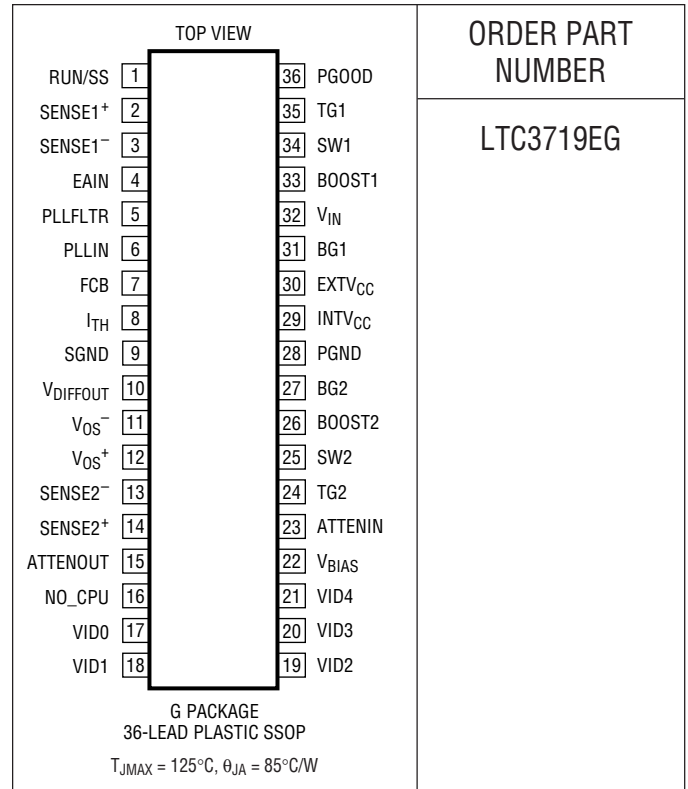 TOP VIEW
RUN/SS 1 36 PGOOD
SENSE1+ 2 35 TG1
SENSE1– 3 34 SW1
EAIN 4 33 BOOST1
PLLFLTR 5 32 VIN
PLLIN 6 31 BG1
FCB 7 30 EXTVCC
ITH 8 29 INTVCC
SGND 9 28 PGND
VDIFFOUT 10 27 BG2
VOS– 11 26 BOOST2
VOS+ 12 25 SW2
SENSE2– 13 24 TG2
SENSE2+ 14 23 ATTENIN
ATTENOUT 15 22 VBIAS
NO_CPU 16 21 VID4
VID0 17 20 VID3
VID1 18 19 VID2
G PACKAGE
36-LEAD PLASTIC SSOP
TJMAX = 125°C, θJA = 85°C/W
ORDER PART
NUMBER
LTC3719EG